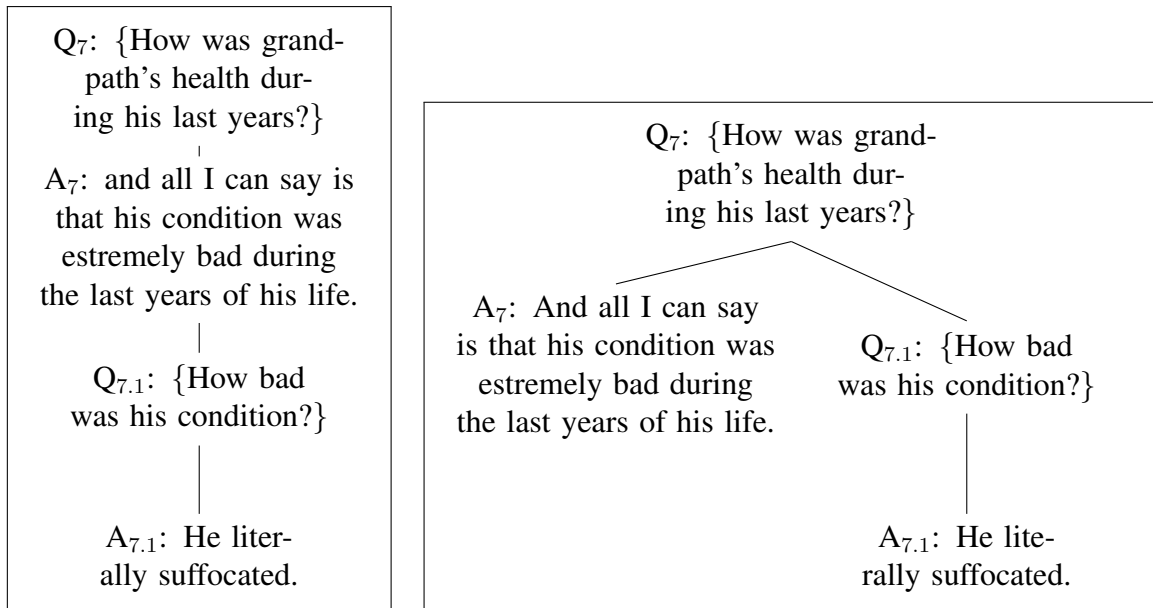 Q₇: {How was grand-
path's health dur-
ing his last years?}
A₇: and all I can say is
that his condition was
estremely bad during
the last years of his life.
Q₇.₁: {How bad
was his condition?}
A₇.₁: He liter-
ally suffocated.
Q₇: {How was grand-
path's health dur-
ing his last years?}
A₇: And all I can say
is that his condition was
estremely bad during
the last years of his life.
Q₇.₁: {How bad
was his condition?}
A₇.₁: He lite-
rally suffocated.